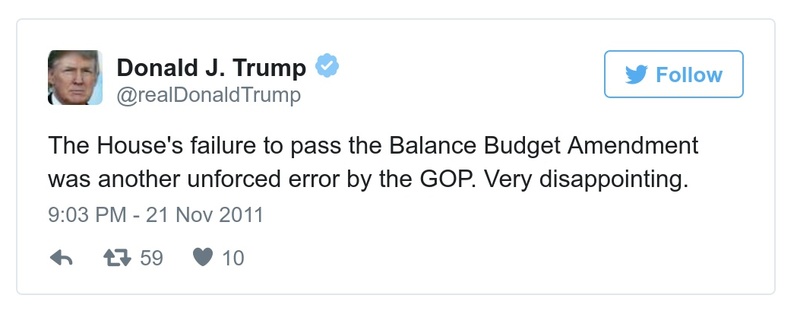 Donald J. Trump
@realDonaldTrump
Follow
The House's failure to pass the Balance Budget Amendment
was another unforced error by the GOP. Very disappointing.
9:03 PM - 21 Nov 2011
59 10